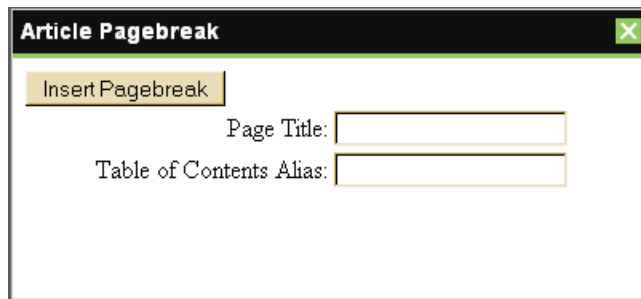 Article Pagebreak
Insert Pagebreak
Page Title:
Table of Contents Alias: